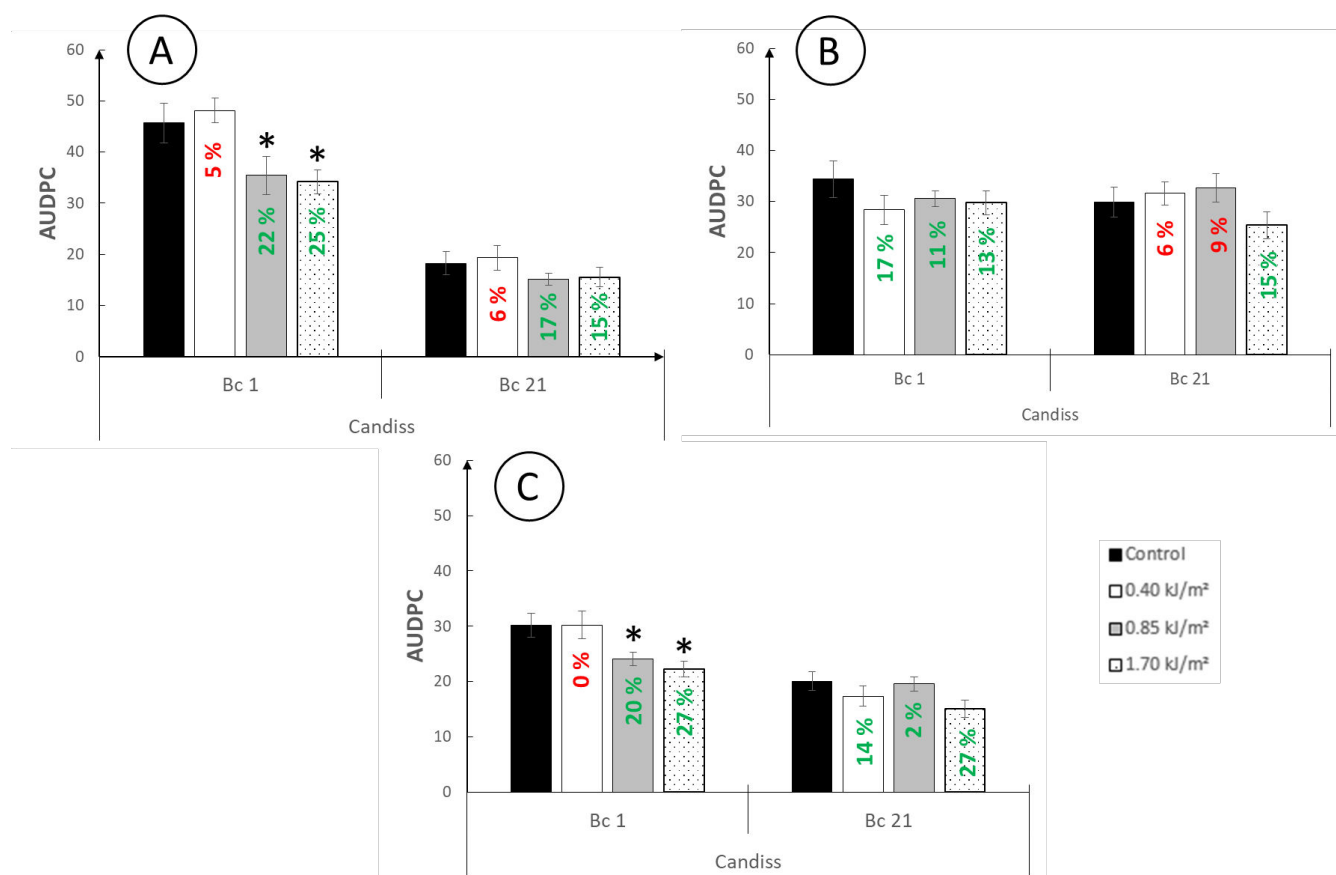 A
60
50
40
30
20
10
0
AUDPC
5 %
22 %
25 %
6 %
17 %
15 %
*
*
Bc 1
Bc 21
Candiss
B
60
50
40
30
20
10
0
AUDPC
17 %
11 %
13 %
6 %
9 %
15 %
Bc 1
Bc 21
Candiss
C
60
50
40
30
20
10
0
AUDPC
0 %
20 %
27 %
14 %
2 %
27 %
*
*
Bc 1
Bc 21
Candiss
Control
0.40 kJ/m²
0.85 kJ/m²
1.70 kJ/m²